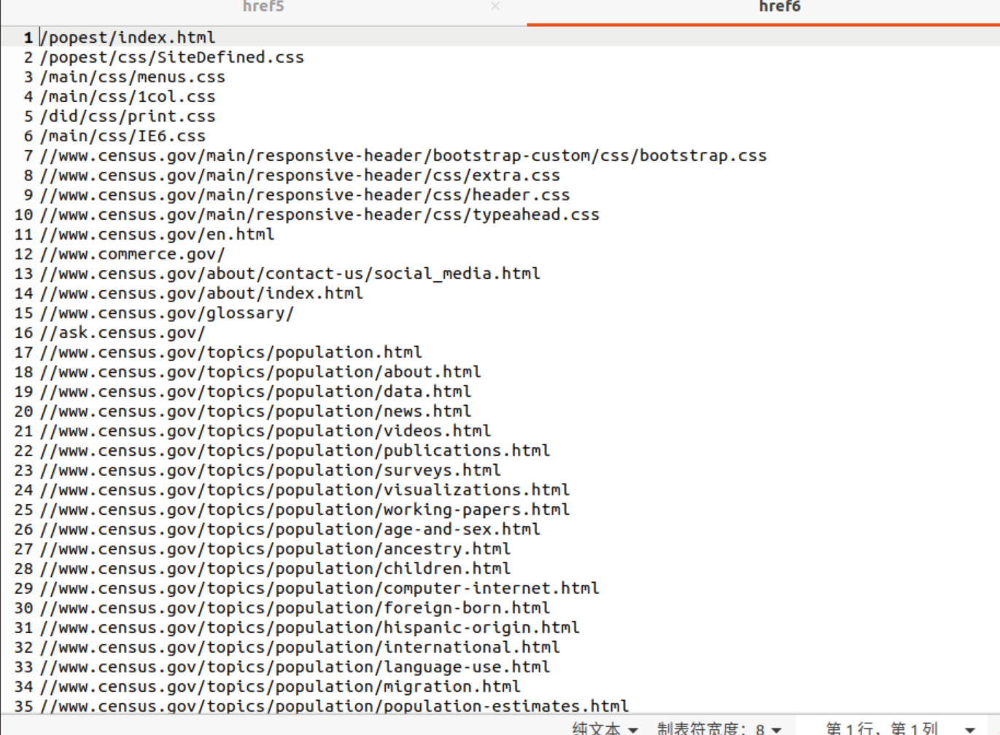 href5 × href6
1 /popest/index.html
2 /popest/css/SiteDefined.css
3 /main/css/menus.css
4 /main/css/1col.css
5 /did/css/print.css
6 /main/css/IE6.css
7 //www.census.gov/main/responsive-header/bootstrap-custom/css/bootstrap.css
8 //www.census.gov/main/responsive-header/css/extra.css
9 //www.census.gov/main/responsive-header/css/header.css
10 //www.census.gov/main/responsive-header/css/typeahead.css
11 //www.census.gov/en.html
12 //www.commerce.gov/
13 //www.census.gov/about/contact-us/social_media.html
14 //www.census.gov/about/index.html
15 //www.census.gov/glossary/
16 //ask.census.gov/
17 //www.census.gov/topics/population.html
18 //www.census.gov/topics/population/about.html
19 //www.census.gov/topics/population/data.html
20 //www.census.gov/topics/population/news.html
21 //www.census.gov/topics/population/videos.html
22 //www.census.gov/topics/population/publications.html
23 //www.census.gov/topics/population/surveys.html
24 //www.census.gov/topics/population/visualizations.html
25 //www.census.gov/topics/population/working-papers.html
26 //www.census.gov/topics/population/age-and-sex.html
27 //www.census.gov/topics/population/ancestry.html
28 //www.census.gov/topics/population/children.html
29 //www.census.gov/topics/population/computer-internet.html
30 //www.census.gov/topics/population/foreign-born.html
31 //www.census.gov/topics/population/hispanic-origin.html
32 //www.census.gov/topics/population/international.html
33 //www.census.gov/topics/population/language-use.html
34 //www.census.gov/topics/population/migration.html
35 //www.census.gov/topics/population/population-estimates.html
纯文本 制表符宽度：8 第 1 行，第 1 列